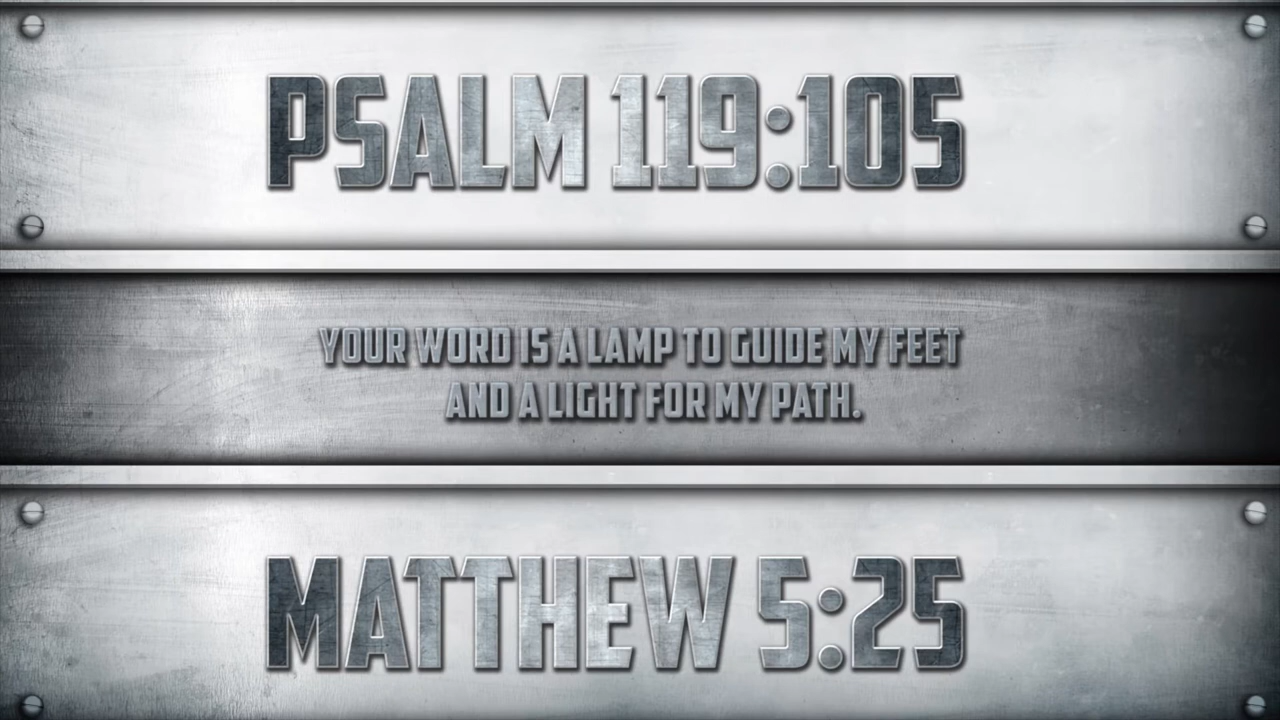 PSALM 119:105
YOUR WORD IS A LAMP TO GUIDE MY FEET
AND A LIGHT FOR MY PATH.
MATTHEW 5:25